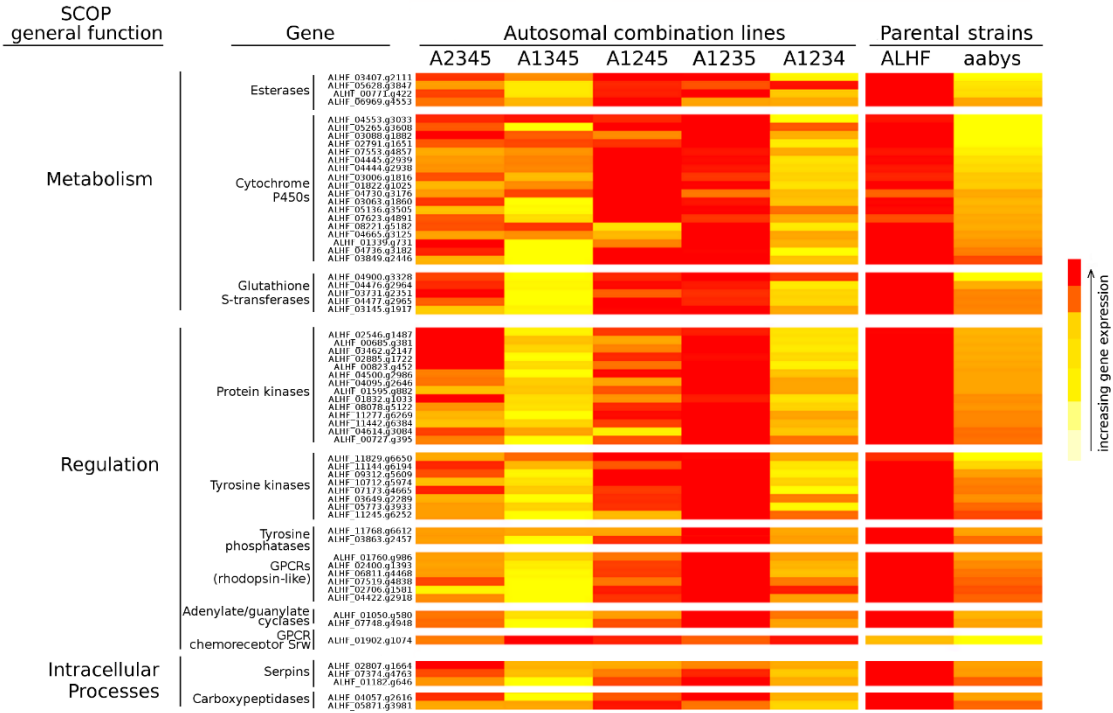 SCOP
general function
Gene
Autosomal combination lines
Parental strains
A2345
A1345
A1245
A1235
A1234
ALHF
aabys
Metabolism
Esterases
ALHF_03407.g2111
ALHF_05628.g3847
ALHF_00771.g422
ALHF_06969.g4553
Cytochrome
P450s
ALHF_04553.g3033
ALHF_05265.g3608
ALHF_03088.g1882
ALHF_02791.g1651
ALHF_07553.g4857
ALHF_04445.g2939
ALHF_04444.g2938
ALHF_03006.g1816
ALHF_01822.g1025
ALHF_04730.g3176
ALHF_03063.g1860
ALHF_05136.g3505
ALHF_07623.g4891
ALHF_08221.g5182
ALHF_04665.g3125
ALHF_01339.g731
ALHF_04736.g3182
ALHF_03849.g2446
Glutathione
S-transferases
ALHF_04900.g3328
ALHF_04476.g2964
ALHF_03731.g2351
ALHF_04477.g2965
ALHF_03145.g1917
Regulation
Protein kinases
ALHF_02546.g1487
ALHF_00685.g381
ALHF_03462.g2147
ALHF_02885.g1722
ALHF_00823.g452
ALHF_04500.g2986
ALHF_04095.g2646
ALHF_01595.g882
ALHF_01832.g1033
ALHF_08078.g5122
ALHF_11277.g6269
ALHF_11442.g6384
ALHF_04614.g3084
ALHF_00727.g395
Tyrosine kinases
ALHF_11829.g6650
ALHF_11144.g6194
ALHF_09312.g5609
ALHF_10712.g5974
ALHF_07173.g4665
ALHF_03649.g2289
ALHF_05773.g3933
ALHF_11245.g6252
Tyrosine
phosphatases
ALHF_11768.g6612
ALHF_03863.g2457
GPCRs
(rhodopsin-like)
ALHF_01760.g986
ALHF_02400.g1393
ALHF_06811.g4468
ALHF_07519.g4838
ALHF_02706.g1581
ALHF_04422.g2918
Adenylate/guanylate
cyclases
ALHF_01050.g580
ALHF_07748.g4948
GPCR
chemoreceptor Srw
ALHF_01902.g1074
Intracellular
Processes
Serpins
ALHF_02807.g1664
ALHF_07374.g4763
ALHF_01182.g646
Carboxypeptidases
ALHF_04057.g2616
ALHF_05871.g3981
increasing gene expression